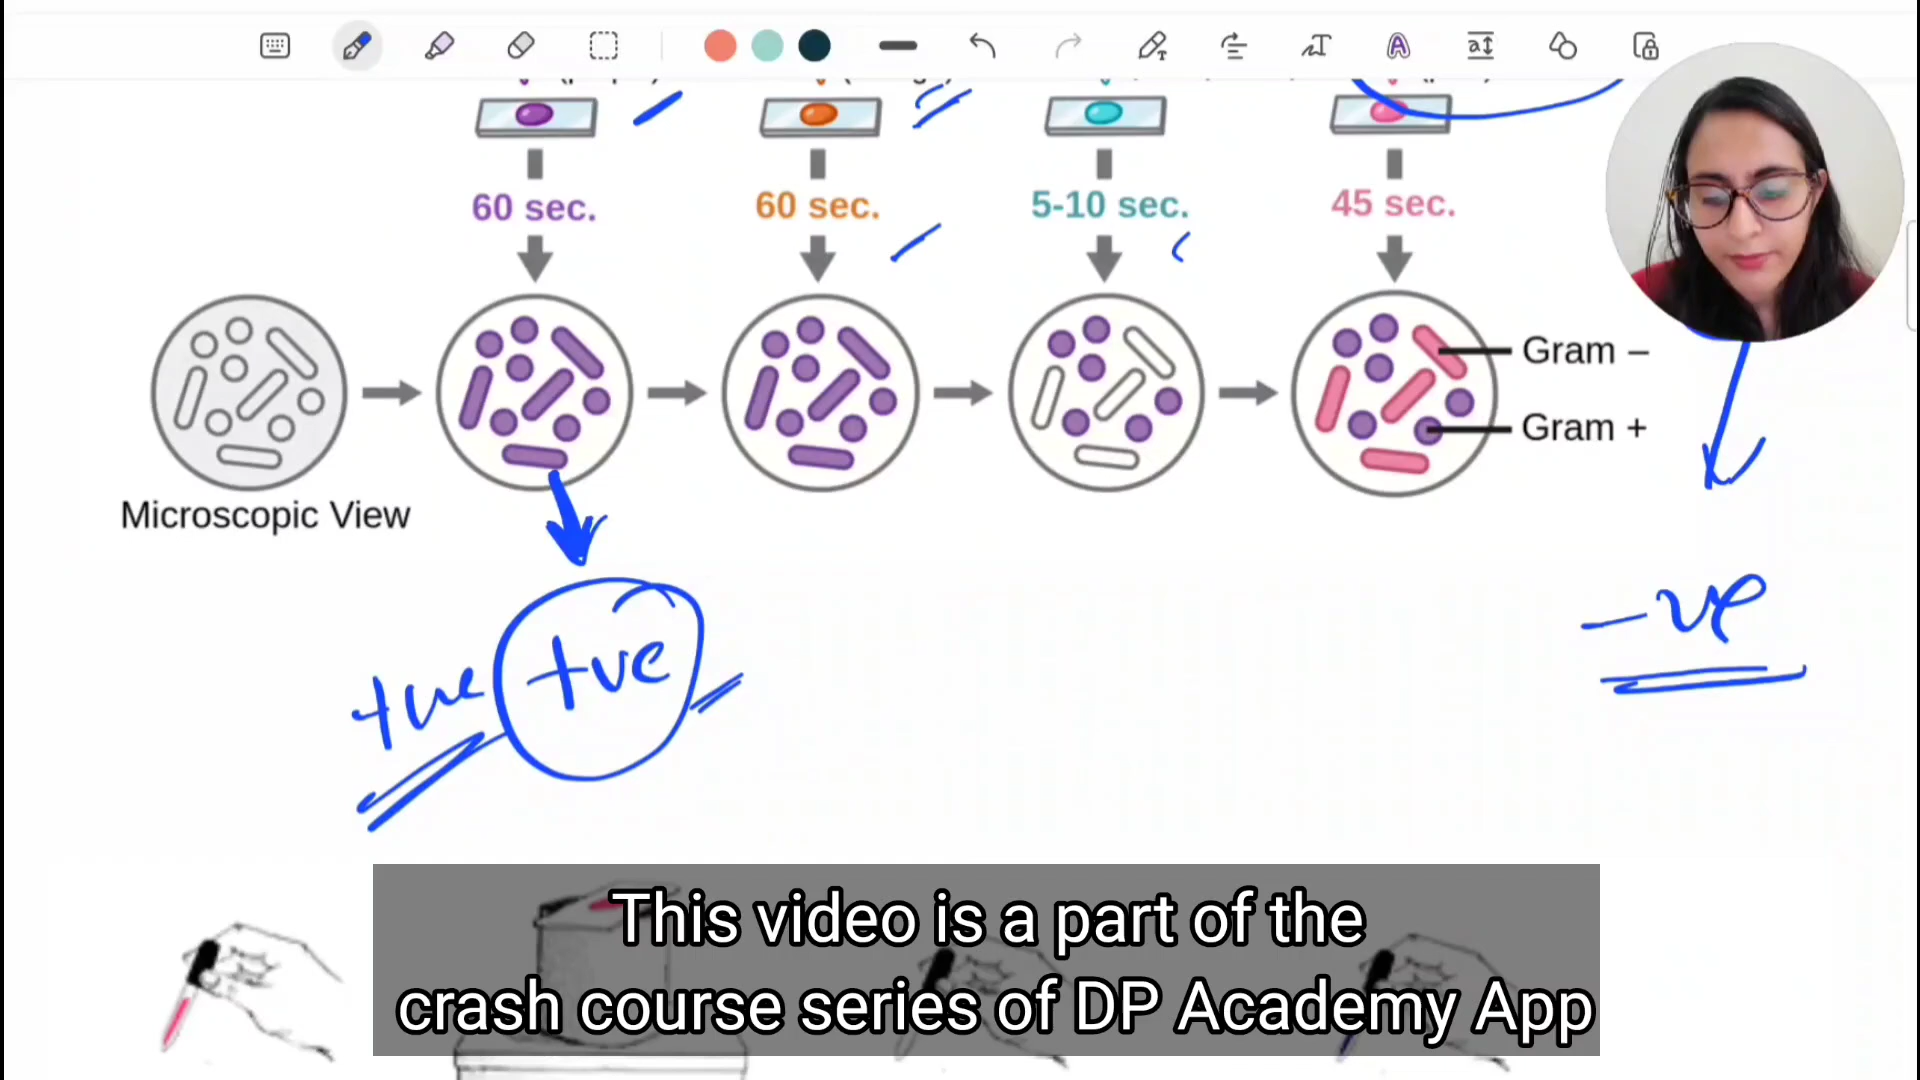 60 sec. 60 sec. 5-10 sec. 45 sec.
Gram –
Gram +
Microscopic View
+ve +ve
–ve
This video is a part of the
crash course series of DP Academy App